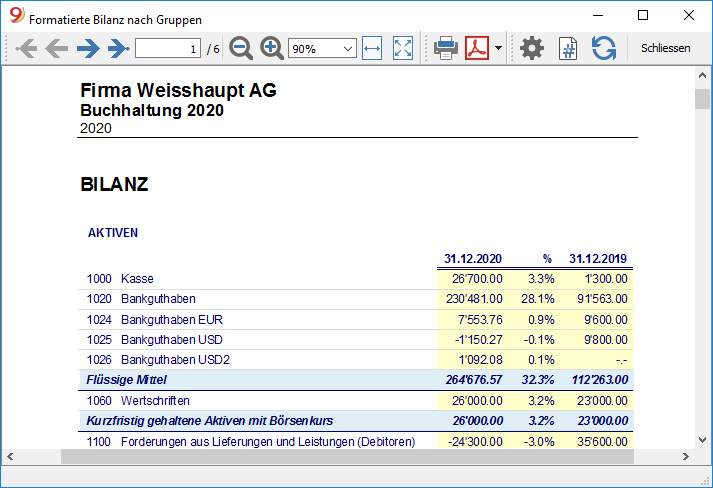 9 Formatierte Bilanz nach Gruppen
1 / 6 90% # Schliessen
Firma Weisshaupt AG
Buchhaltung 2020
2020
BILANZ
AKTIVEN
31.12.2020 % 31.12.2019
1000 Kasse 26'700.00 3.3% 1'300.00
1020 Bankguthaben 230'481.00 28.1% 91'563.00
1024 Bankguthaben EUR 7'553.76 0.9% 9'600.00
1025 Bankguthaben USD -1'150.27 -0.1% 9'800.00
1026 Bankguthaben USD2 1'092.08 0.1% -.-
Flüssige Mittel 264'676.57 32.3% 112'263.00
1060 Wertschriften 26'000.00 3.2% 23'000.00
Kurzfristig gehaltene Aktiven mit Börsenkurs 26'000.00 3.2% 23'000.00
1100 Forderungen aus Lieferungen und Leistungen (Debitoren) -24'300.00 -3.0% 35'600.00